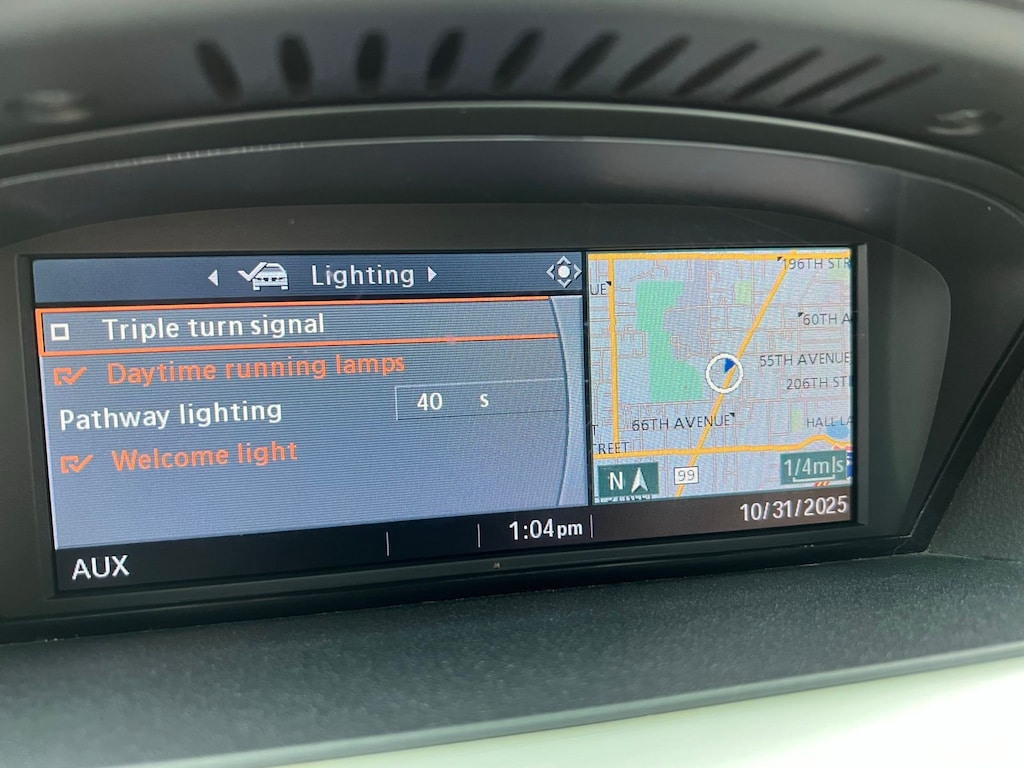 Lighting
Triple turn signal
Daytime running lamps
Pathway lighting 40 s
Welcome light
196TH STR
UE
60TH A
55TH AVENUE
206TH ST
66TH AVENUE
HALL LA
TREET
1/4mls
N
99
10/31/2025
1:04pm
AUX